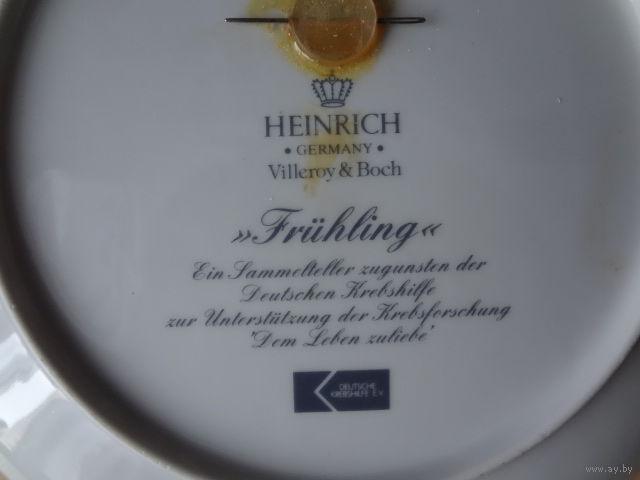 HEINRICH
• GERMANY •
Villeroy & Boch
»Frühling«
Ein Sammelteller zugunsten der
Deutschen Krebshilfe
zur Unterstützung der Krebsforschung
"Dem Leben zuliebe"
DEUTSCHE
KREBSHILFE E.V.
www.ay.by